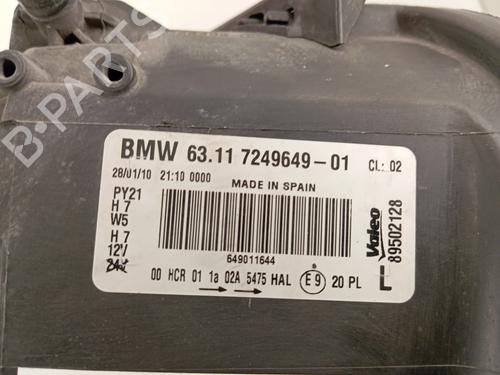 BMW 63.11 7249649-01 CL: 02
28/01/10 21:10 0000
MADE IN SPAIN
PY21
H 7
W5
H 7
12V
24V
649011644
00 HCR 01 1a 02A 5475 HAL E9 20 PL
Valeo
89502128
L
B-PARTS